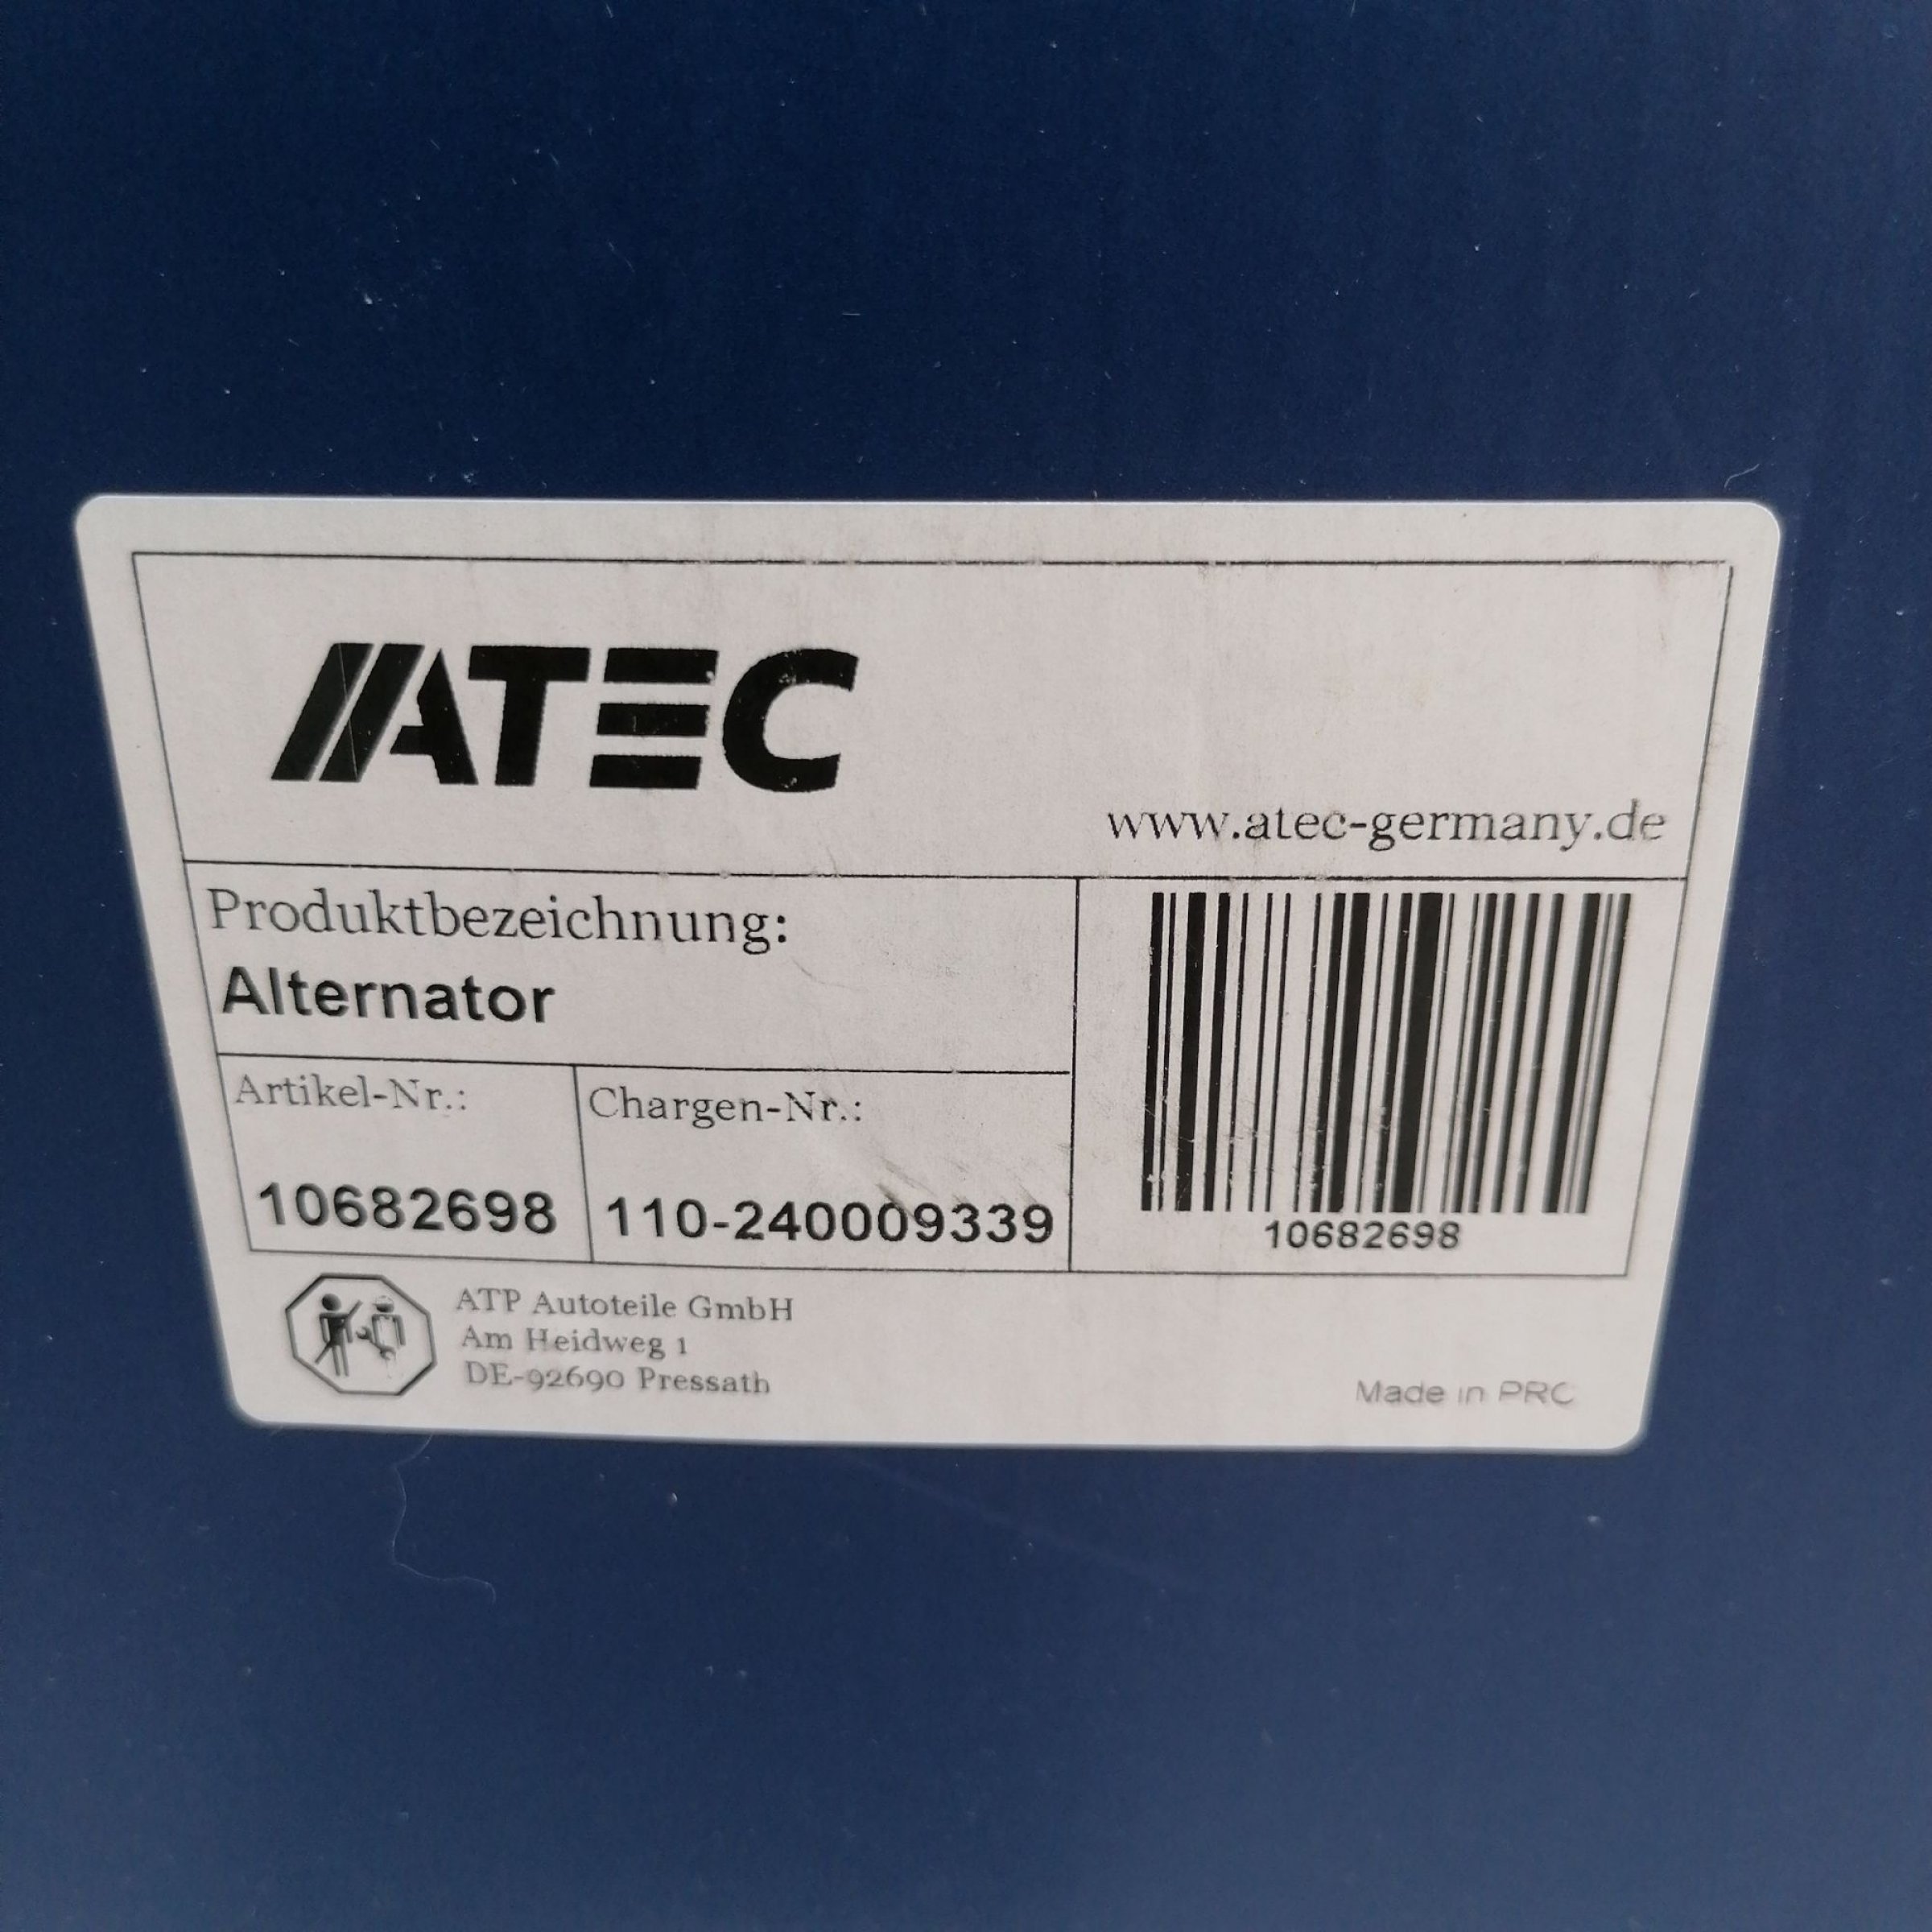 ATEC
www.atec-germany.de
Produktbezeichnung:
Alternator
Artikel-Nr.:
Chargen-Nr.:
10682698
110-240009339
10682698
ATP Autoteile GmbH
Am Heidweg 1
DE-92690 Pressath
Made in PRC